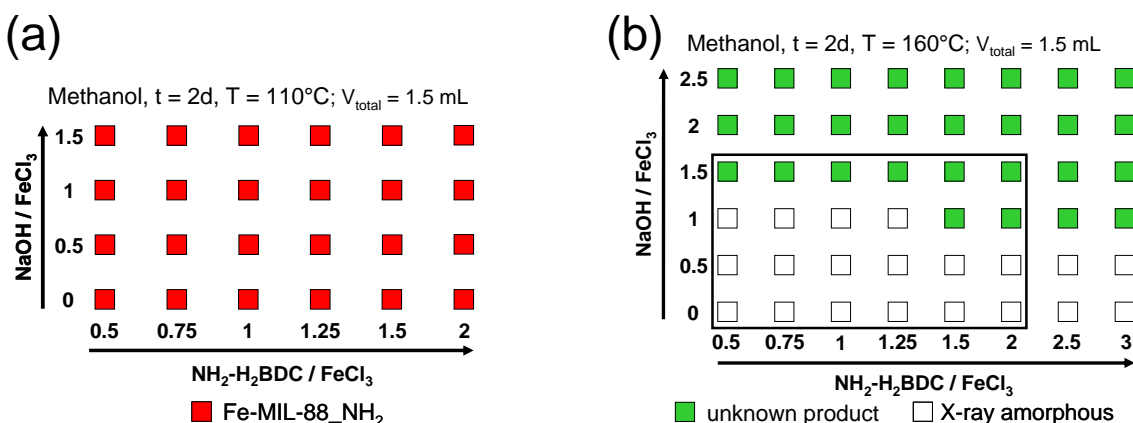 (a)
Methanol, t = 2d, T = 110°C; V_total = 1.5 mL
NaOH / FeCl₃
1.5
1
0.5
0
0.5 0.75 1 1.25 1.5 2
NH₂-H₂BDC / FeCl₃
Fe-MIL-88_NH₂
(b)
Methanol, t = 2d, T = 160°C; V_total = 1.5 mL
NaOH / FeCl₃
2.5
2
1.5
1
0.5
0
0.5 0.75 1 1.25 1.5 2 2.5 3
NH₂-H₂BDC / FeCl₃
unknown product X-ray amorphous